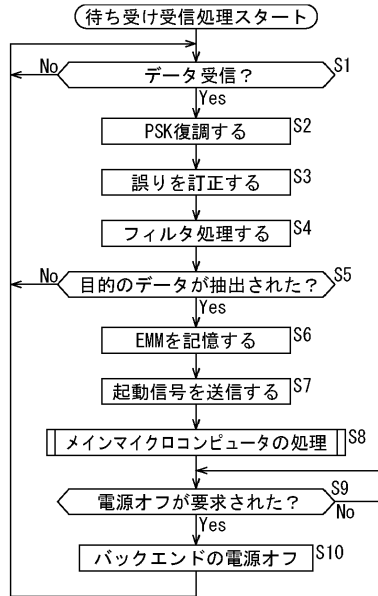 待ち受け受信処理スタート
No
データ受信？
S1
Yes
PSK復調する
S2
誤りを訂正する
S3
フィルタ処理する
S4
No
目的のデータが抽出された？
S5
Yes
EMMを記憶する
S6
起動信号を送信する
S7
メインマイクロコンピュータの処理
S8
電源オフが要求された？
S9
No
Yes
バックエンドの電源オフ
S10